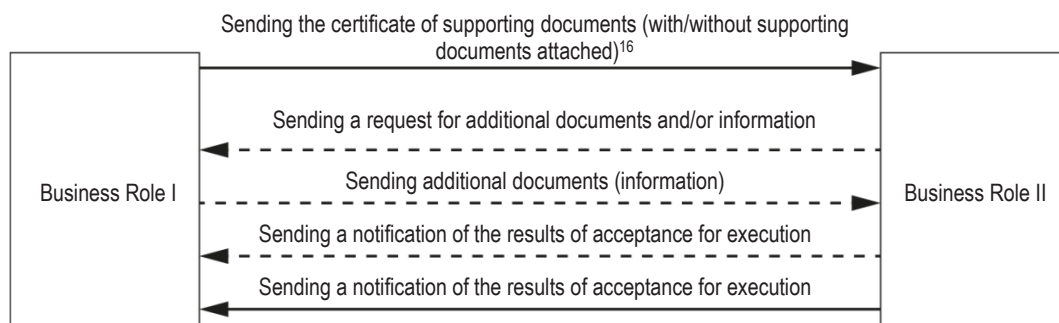 Sending the certificate of supporting documents (with/without supporting
documents attached)16
Sending a request for additional documents and/or information
Business Role I
Sending additional documents (information)
Business Role II
Sending a notification of the results of acceptance for execution
Sending a notification of the results of acceptance for execution